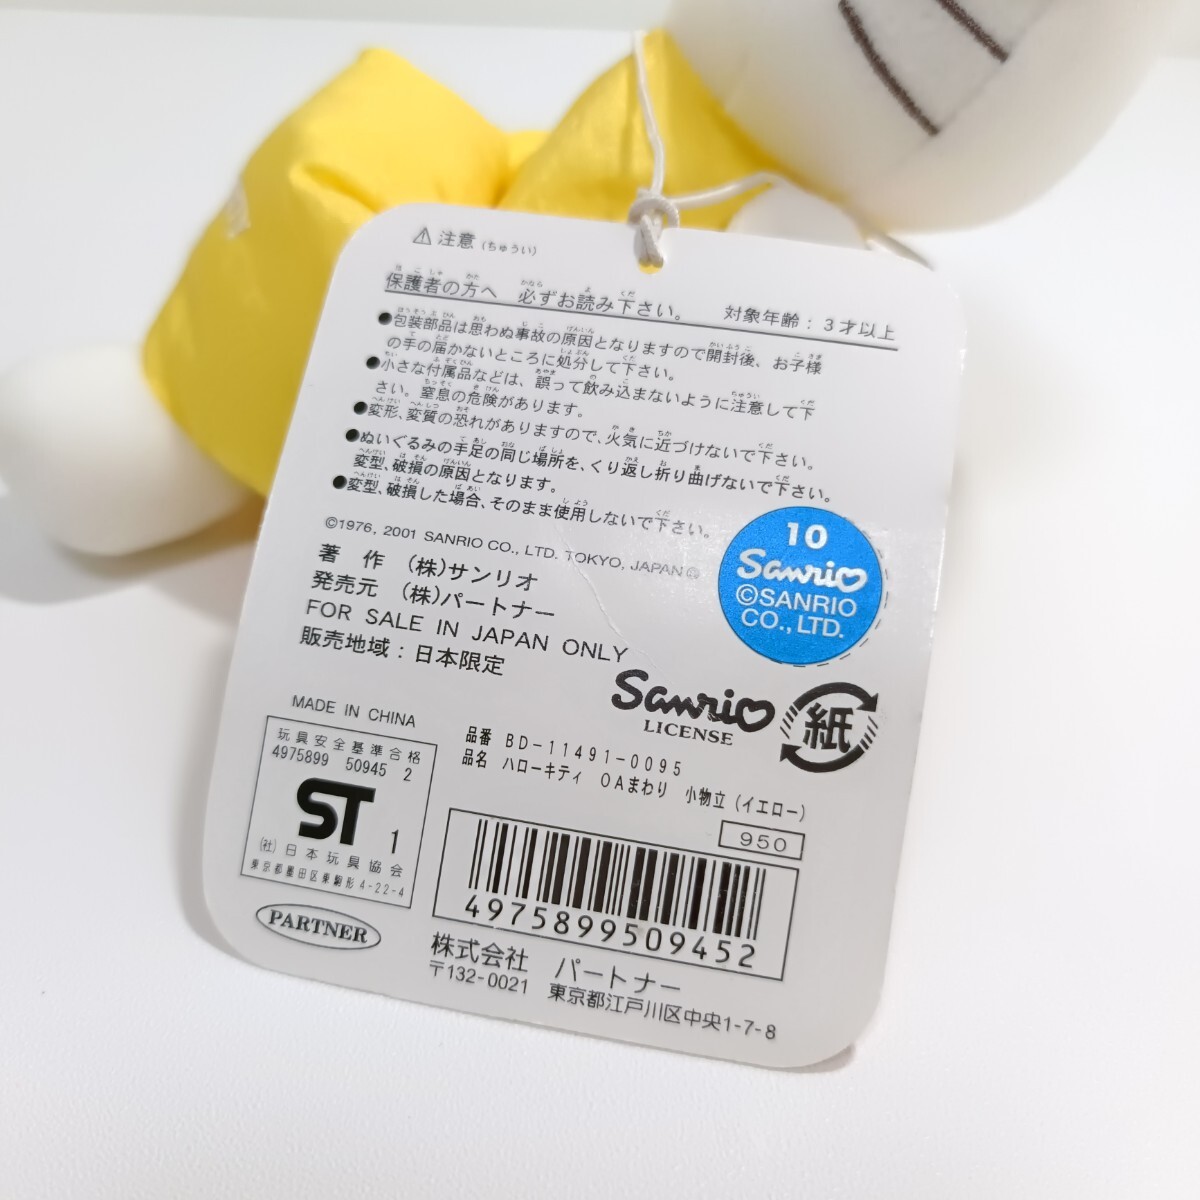 ⚠ 注意 (ちゅうい)
保護者の方へ 必ずお読み下さい。 対象年齢：3才以上
●包装部品は思わぬ事故の原因となりますので開封後、お子様
の手の届かないところに処分して下さい。
●小さな付属品などは、誤って飲み込まないように注意して下
さい。窒息の危険があります。
●変形、変質の恐れがありますので、火気に近づけないで下さい。
●ぬいぐるみの手足の同じ場所を、くり返し折り曲げないで下さい。
変型、破損の原因となります。
●変型、破損した場合、そのまま使用しないで下さい。
©1976, 2001 SANRIO CO., LTD. TOKYO, JAPAN Ⓟ
著 作 (株)サンリオ
発売元 (株)パートナー
FOR SALE IN JAPAN ONLY
販売地域：日本限定
10
Sanrio
©SANRIO
CO., LTD.
Sanrio
LICENSE
紙
MADE IN CHINA
玩具安全基準合格
4975899 50945 2
ST 1
(社)日本玩具協会
東京都墨田区東駒形4-22-4
PARTNER
品番 BD-11491-0095
品名 ハローキティ OAまわり 小物立(イエロー)
950
4975899509452
株式会社 パートナー
〒132-0021 東京都江戸川区中央1-7-8